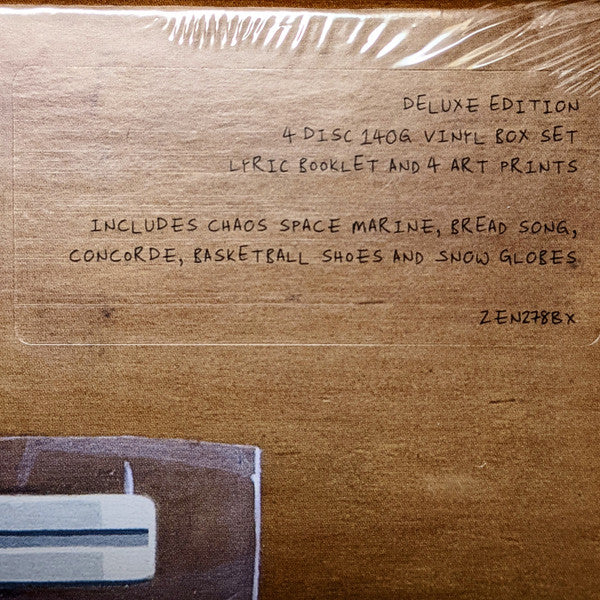 DELUXE EDITION
4 DISC 140G VINYL BOX SET
LYRIC BOOKLET AND 4 ART PRINTS
INCLUDES CHAOS SPACE MARINE, BREAD SONG,
CONCORDE, BASKETBALL SHOES AND SNOW GLOBES
ZEN278BX